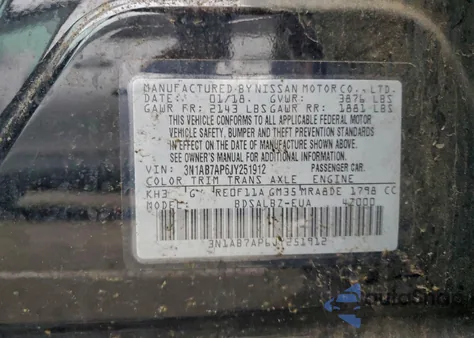 MANUFACTURED BY NISSAN MOTOR CO., LTD.
DATE: 01/18 GVWR: 3876 LBS
GAWR FR: 2143 LBS GAWR RR: 1881 LBS
THIS VEHICLE CONFORMS TO ALL APPLICABLE FEDERAL MOTOR
VEHICLE SAFETY, BUMPER AND THEFT PREVENTION STANDARDS
IN EFFECT ON THE DATE OF MANUFACTURE SHOWN ABOVE.
SEE OWNER'S MANUAL FOR ADDITIONAL INFORMATION.
VIN: 3N1AB7AP6JY251912 PASSENGER CAR
COLOR TRIM TRANS AXLE ENGINE
KH3 G RE0F11A GM35 MRA8DE 1798 CC
MODEL: BDSALBZ-EUA 42000
3N1AB7AP6JY251912
AutoSnap